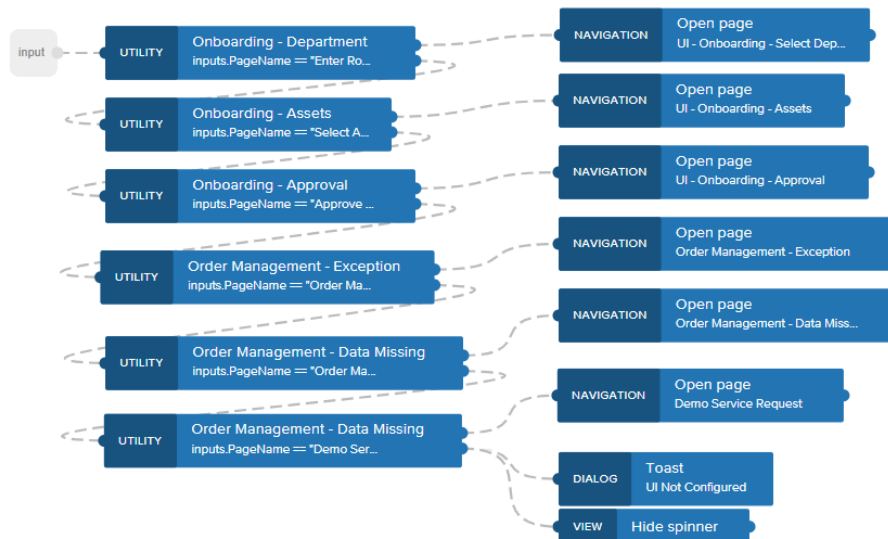 input
UTILITY
Onboarding - Department
inputs.PageName == "Enter Ro...
NAVIGATION
Open page
UI - Onboarding - Select Dep...
UTILITY
Onboarding - Assets
inputs.PageName == "Select A...
NAVIGATION
Open page
UI - Onboarding - Assets
UTILITY
Onboarding - Approval
inputs.PageName == "Approve ...
NAVIGATION
Open page
UI - Onboarding - Approval
UTILITY
Order Management - Exception
inputs.PageName == "Order Ma...
NAVIGATION
Open page
Order Management - Exception
UTILITY
Order Management - Data Missing
inputs.PageName == "Order Ma...
NAVIGATION
Open page
Order Management - Data Miss...
UTILITY
Order Management - Data Missing
inputs.PageName == "Demo Ser...
NAVIGATION
Open page
Demo Service Request
DIALOG
Toast
UI Not Configured
VIEW
Hide spinner